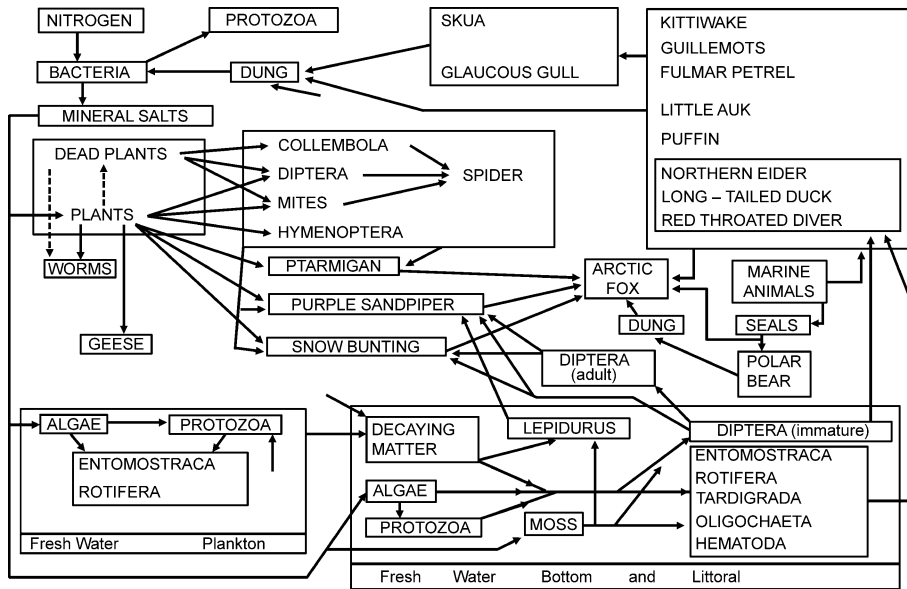 NITROGEN
PROTOZOA
BACTERIA
DUNG
MINERAL SALTS
SKUA
GLAUCOUS GULL
KITTIWAKE
GUILLEMOTS
FULMAR PETREL
LITTLE AUK
PUFFIN
NORTHERN EIDER
LONG – TAILED DUCK
RED THROATED DIVER
DEAD PLANTS
PLANTS
WORMS
GEESE
COLLEMBOLA
DIPTERA
MITES
HYMENOPTERA
SPIDER
PTARMIGAN
PURPLE SANDPIPER
SNOW BUNTING
ARCTIC
FOX
DUNG
MARINE
ANIMALS
SEALS
POLAR
BEAR
DIPTERA
(adult)
ALGAE
PROTOZOA
ENTOMOSTRACA
ROTIFERA
Fresh Water Plankton
DECAYING
MATTER
LEPIDURUS
DIPTERA (immature)
ALGAE
PROTOZOA
MOSS
ENTOMOSTRACA
ROTIFERA
TARDIGRADA
OLIGOCHAETA
HEMATODA
Fresh Water Bottom and Littoral